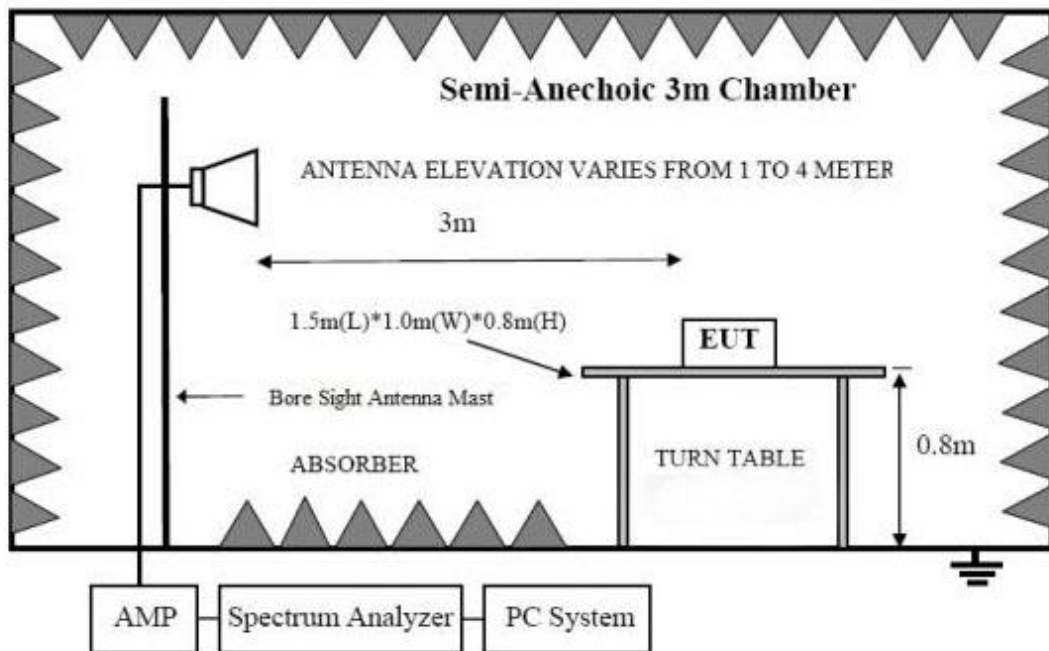 Semi-Anechoic 3m Chamber
ANTENNA ELEVATION VARIES FROM 1 TO 4 METER
3m
1.5m(L)*1.0m(W)*0.8m(H)
EUT
Bore Sight Antenna Mast
ABSORBER
TURN TABLE
0.8m
AMP
Spectrum Analyzer
PC System